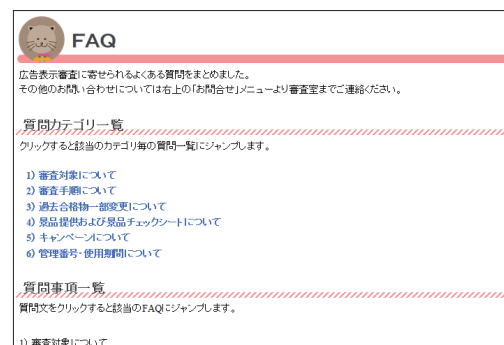 FAQ
広告表示審査に寄せられるよくある質問をまとめました。
その他のお問い合わせについては右上の「お問合せ」メニューより審査室までご連絡ください。
質問カテゴリ一覧
クリックすると該当のカテゴリ毎の質問一覧にジャンプします。
1) 審査対象について
2) 審査手順について
3) 過去合格物一部変更について
4) 景品提供および景品チェックシートについて
5) キャンペーンについて
6) 管理番号・使用期間について
質問事項一覧
質問文をクリックすると該当のFAQにジャンプします。
1) 審査対象について